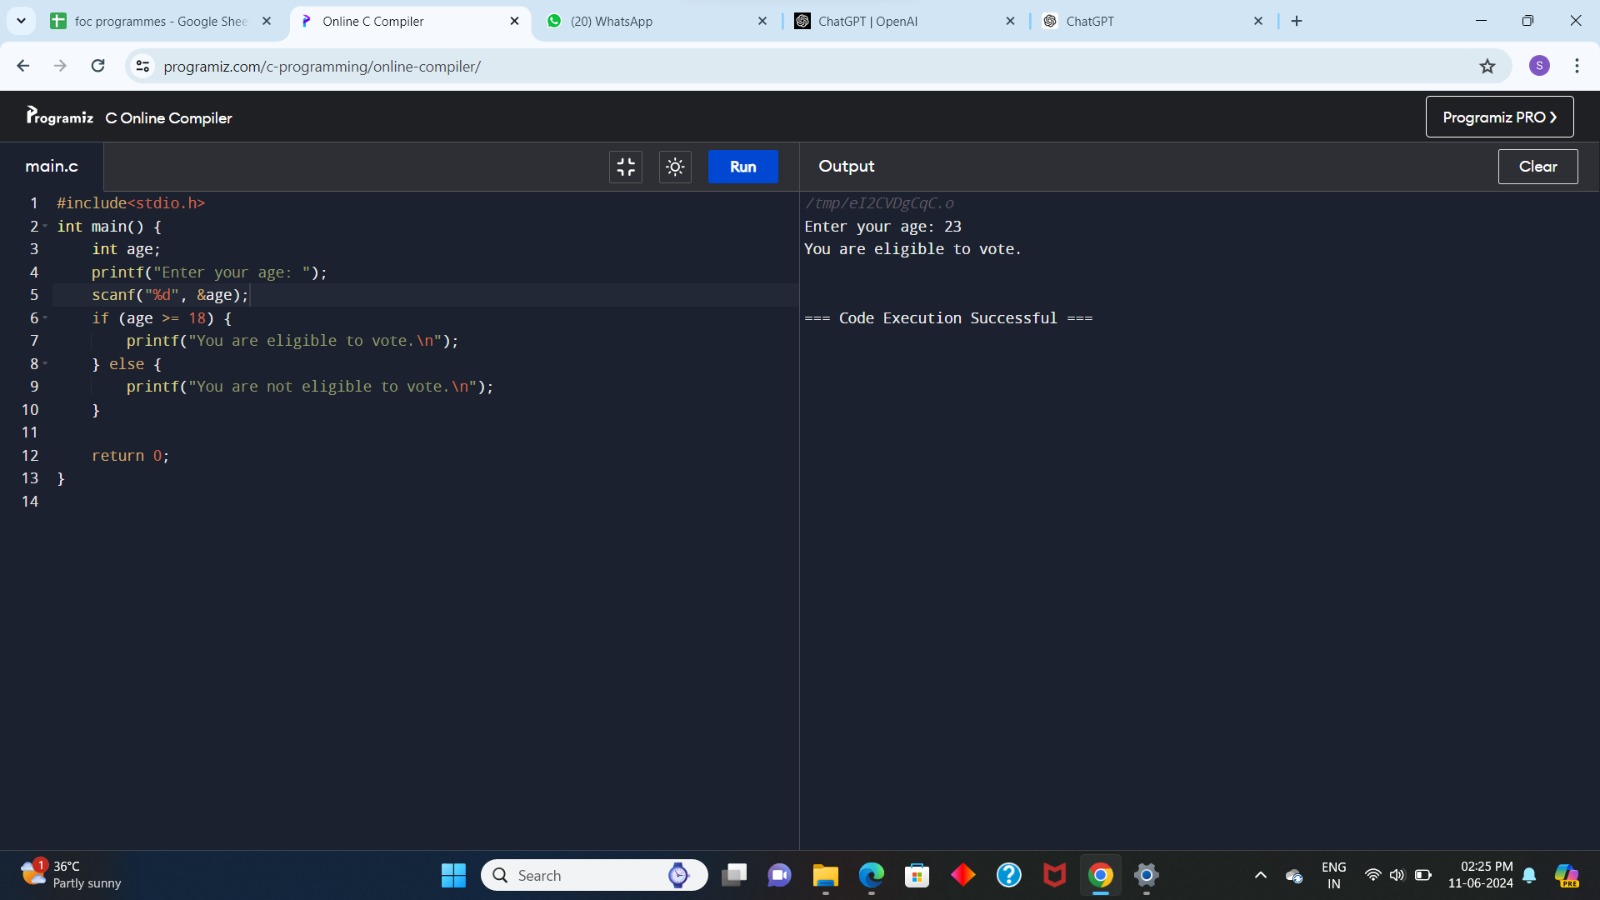 foc programmes - Google Shee
Online C Compiler
(20) WhatsApp
ChatGPT | OpenAI
ChatGPT
programiz.com/c-programming/online-compiler/
S
Programiz C Online Compiler
Programiz PRO
main.c
Run
Output
Clear
1 #include<stdio.h>
2 int main() {
3 int age;
4 printf("Enter your age: ");
5 scanf("%d", &age);
6 if (age >= 18) {
7 printf("You are eligible to vote.\n");
8 } else {
9 printf("You are not eligible to vote.\n");
10 }
11
12 return 0;
13 }
14
/tmp/eI2CVDgCqC.o
Enter your age: 23
You are eligible to vote.
=== Code Execution Successful ===
1
36°C
Partly sunny
Search
ENG
IN
02:25 PM
11-06-2024
PRE